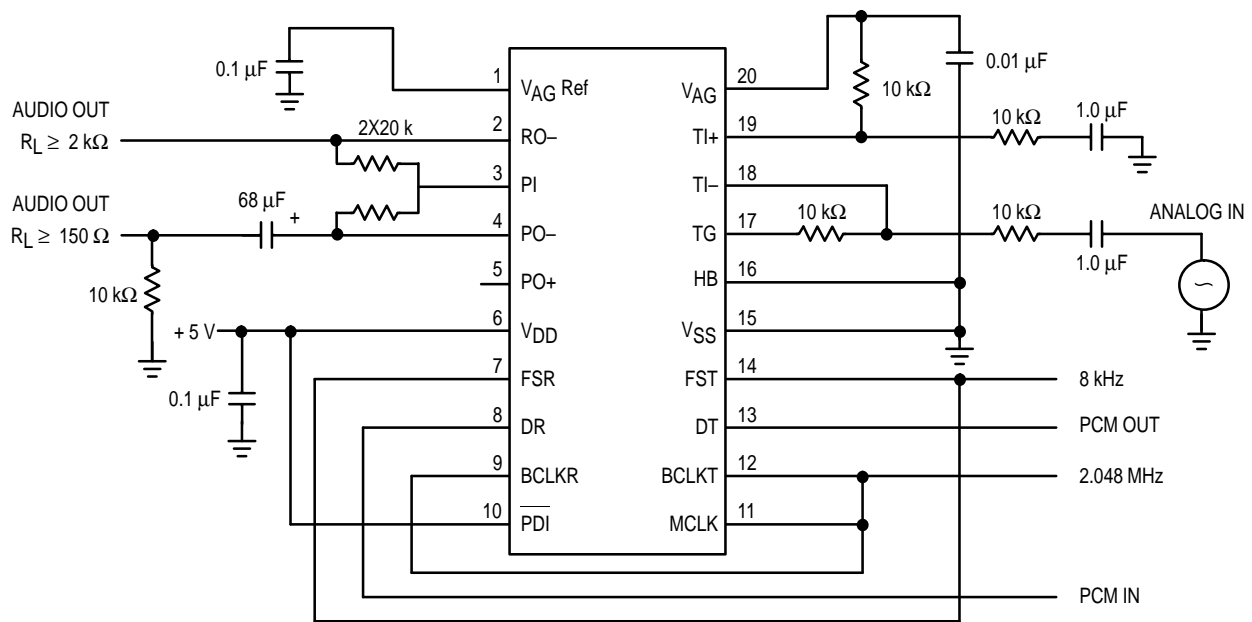 0.1 μF
AUDIO OUT
RL ≥ 2 kΩ
2X20 k
AUDIO OUT
RL ≥ 150 Ω
68 μF
+
10 kΩ
+ 5 V
0.1 μF
1
2
3
4
5
6
7
8
9
10
VAG Ref
RO–
PI
PO–
PO+
VDD
FSR
DR
BCLKR
PDI
VAG
TI+
TI–
TG
HB
VSS
FST
DT
BCLKT
MCLK
20
19
18
17
16
15
14
13
12
11
10 kΩ
0.01 μF
10 kΩ
1.0 μF
10 kΩ
10 kΩ
1.0 μF
ANALOG IN
~
8 kHz
PCM OUT
2.048 MHz
PCM IN